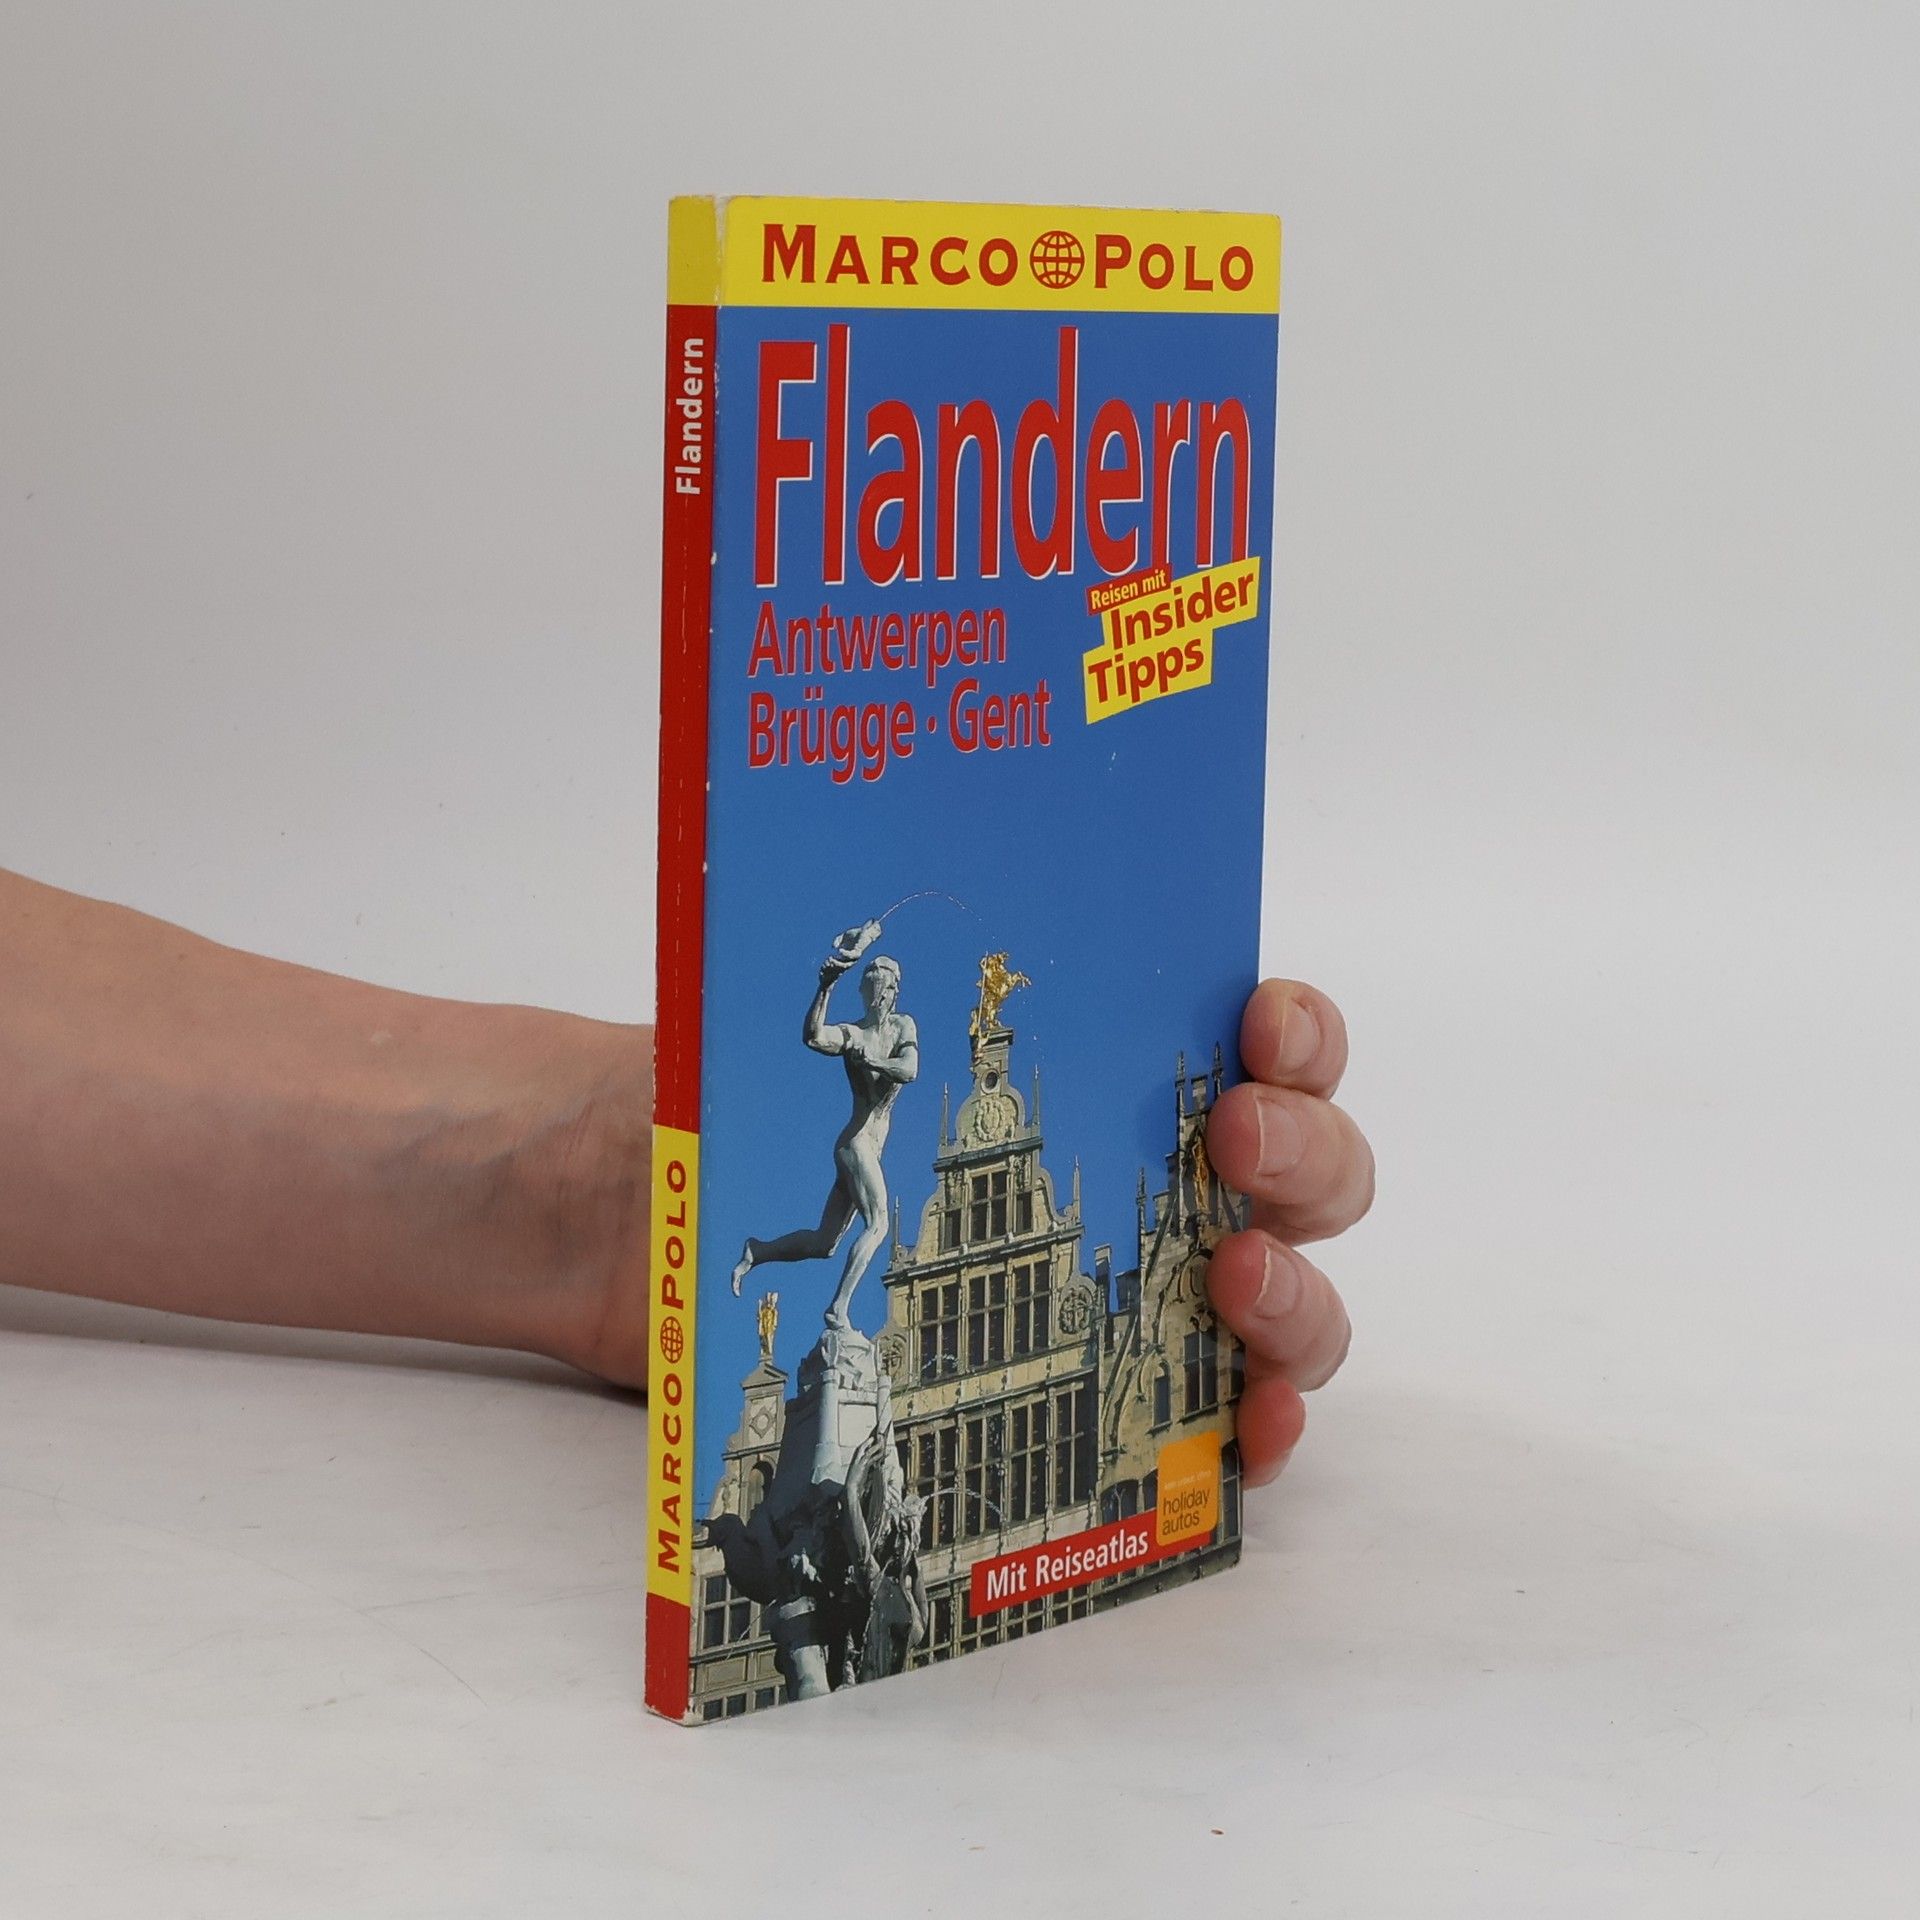 MARCO POLO
Flandern
Reisen mit
Insider
Tipps
Antwerpen
Brügge · Gent
holiday
autos
Mit Reiseatlas
Flandern
MARCO POLO